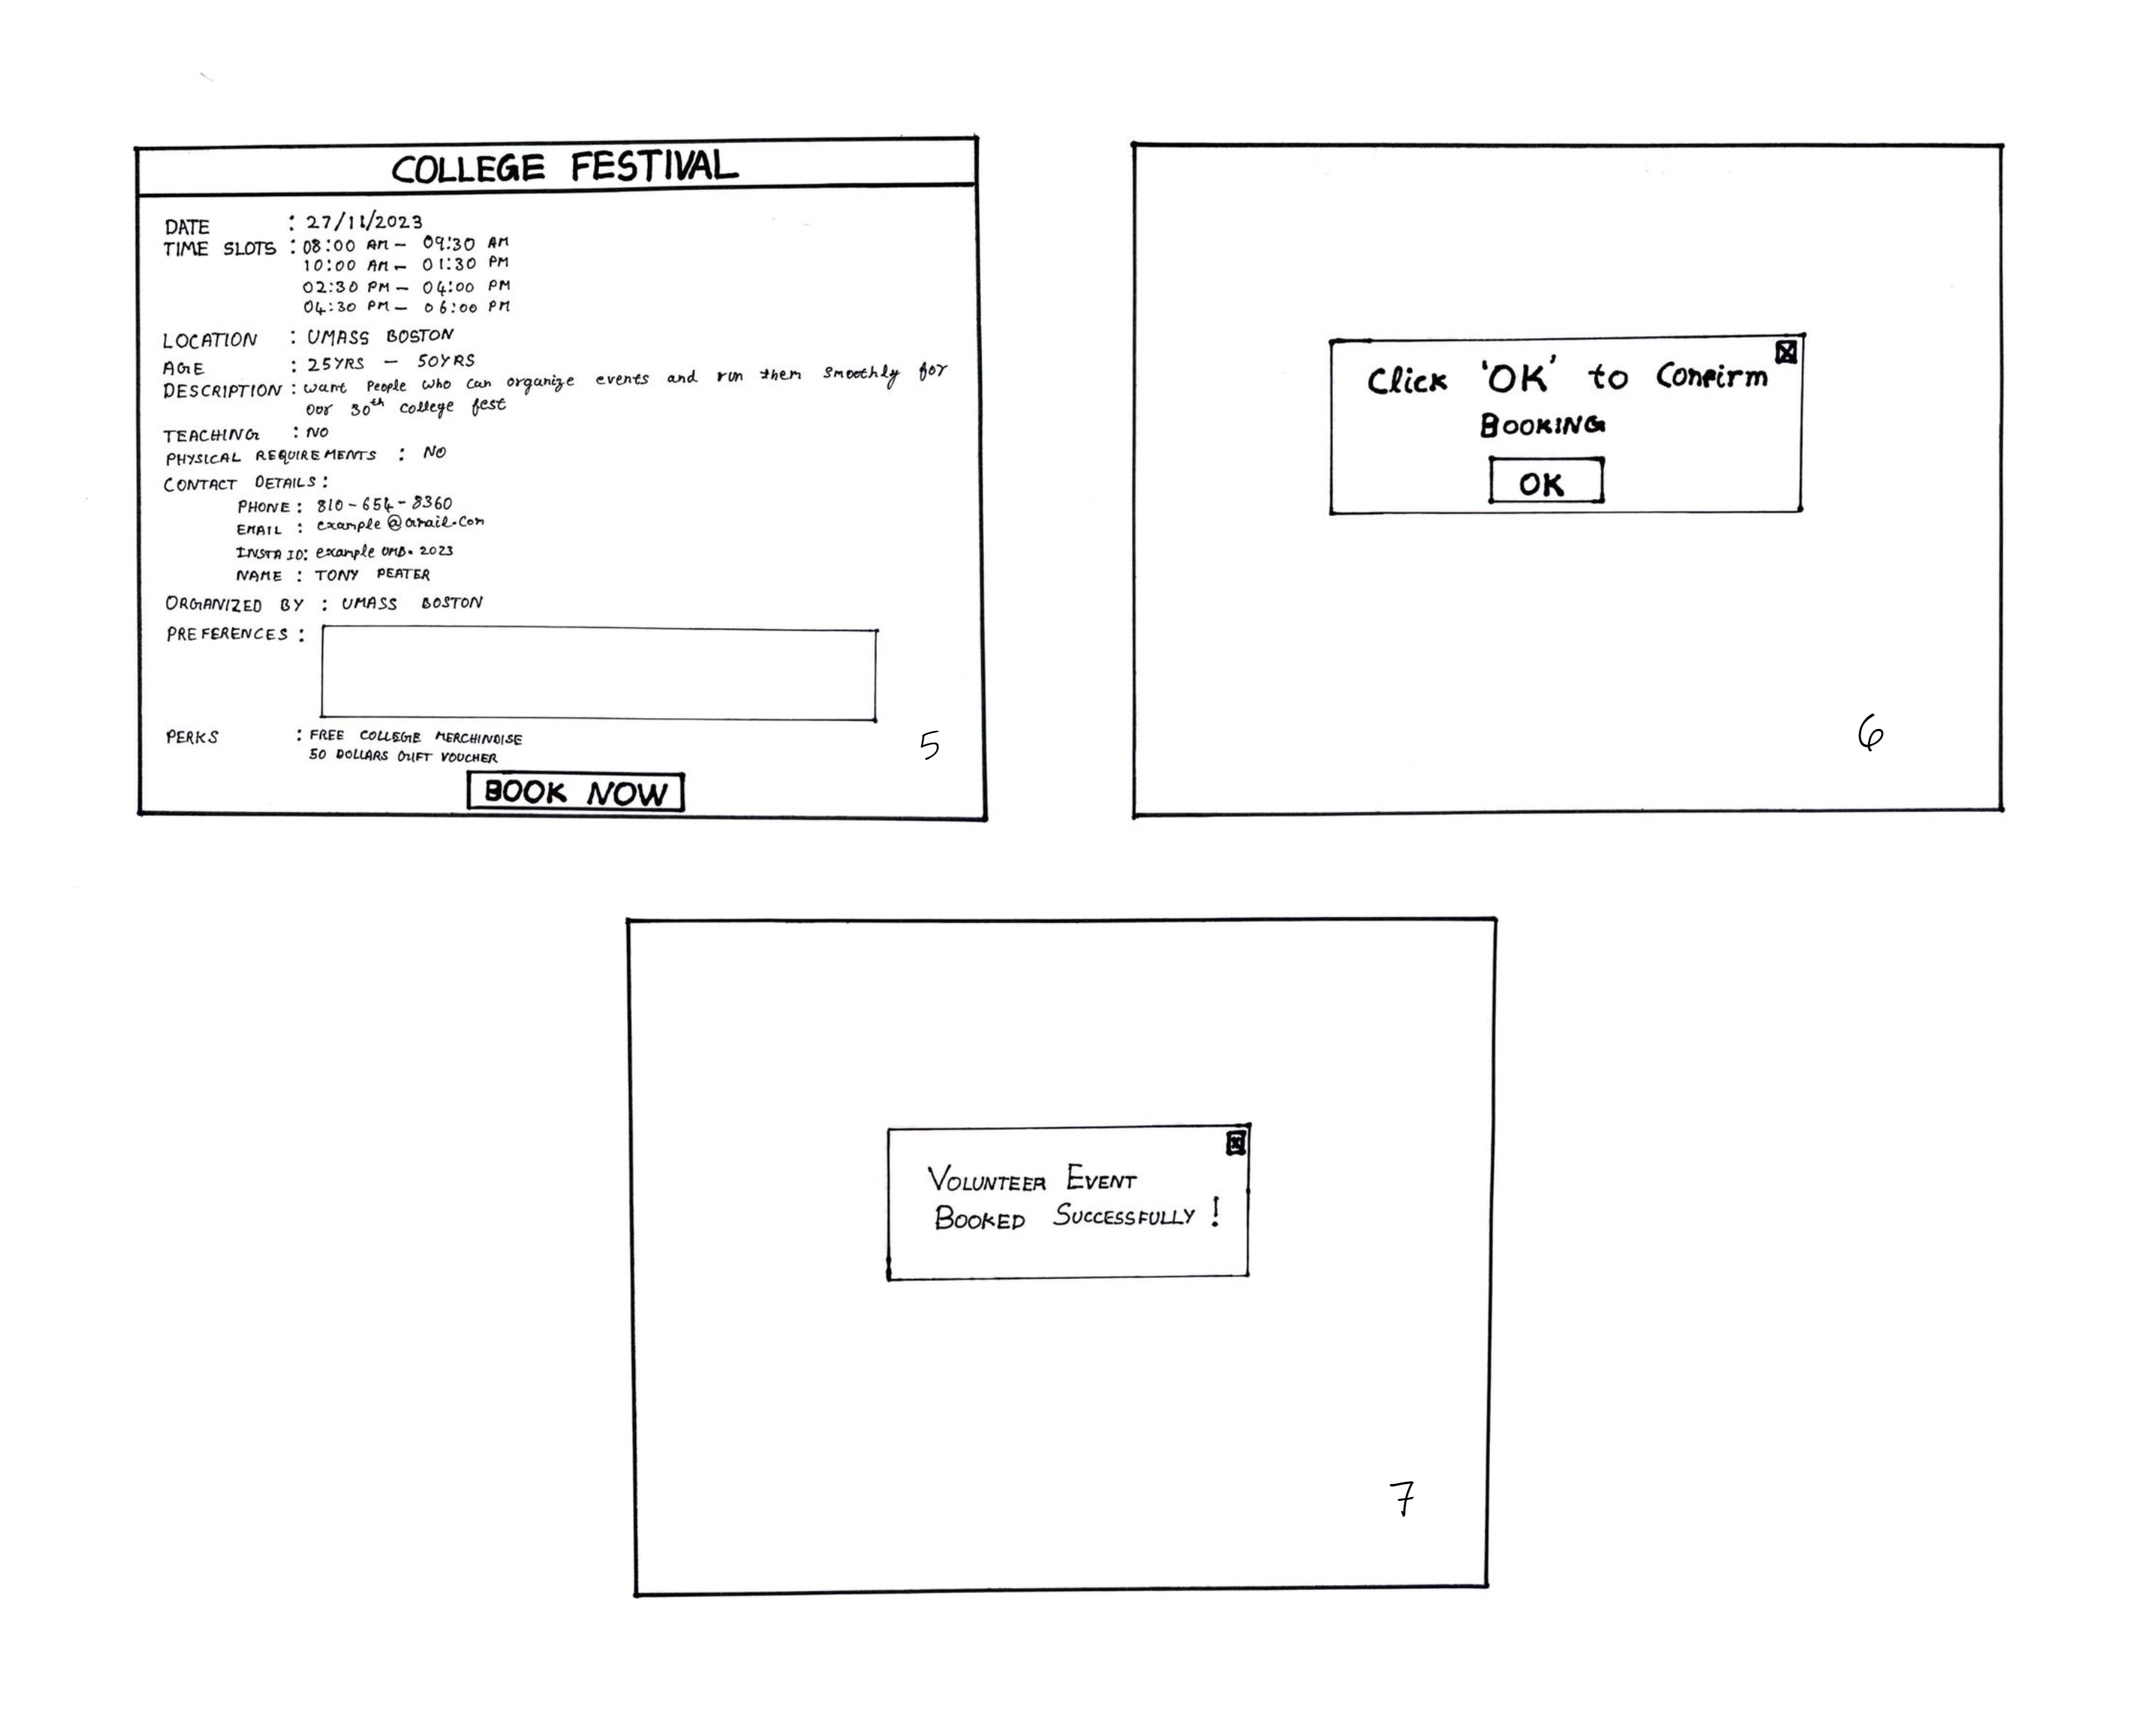 COLLEGE FESTIVAL
DATE : 27/11/2023
TIME SLOTS : 08:00 AM - 09:30 AM
10:00 AM - 01:30 PM
02:30 PM - 04:00 PM
04:30 PM - 06:00 PM
LOCATION : UMASS BOSTON
AGE : 25YRS - 50YRS
DESCRIPTION : want People who can organize events and run them smoothly for
our 30th college fest
TEACHING : NO
PHYSICAL REQUIREMENTS : NO
CONTACT DETAILS :
PHONE : 810-654-8360
EMAIL : example@gmail.com
INSTA ID: example UMB. 2023
NAME : TONY PEATER
ORGANIZED BY : UMASS BOSTON
PREFERENCES :
PERKS : FREE COLLEGE MERCHINDISE
50 DOLLARS GIFT VOUCHER
BOOK NOW
5
Click 'OK' to Confirm
BOOKING
OK
6
VOLUNTEER EVENT
BOOKED SUCCESSFULLY !
7